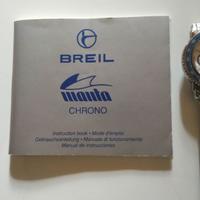 BREIL
manta
CHRONO
Instruction book • Mode d'emploi
Gebrauchsanleitung • Manuale di funzionamento
Manual de instrucciones